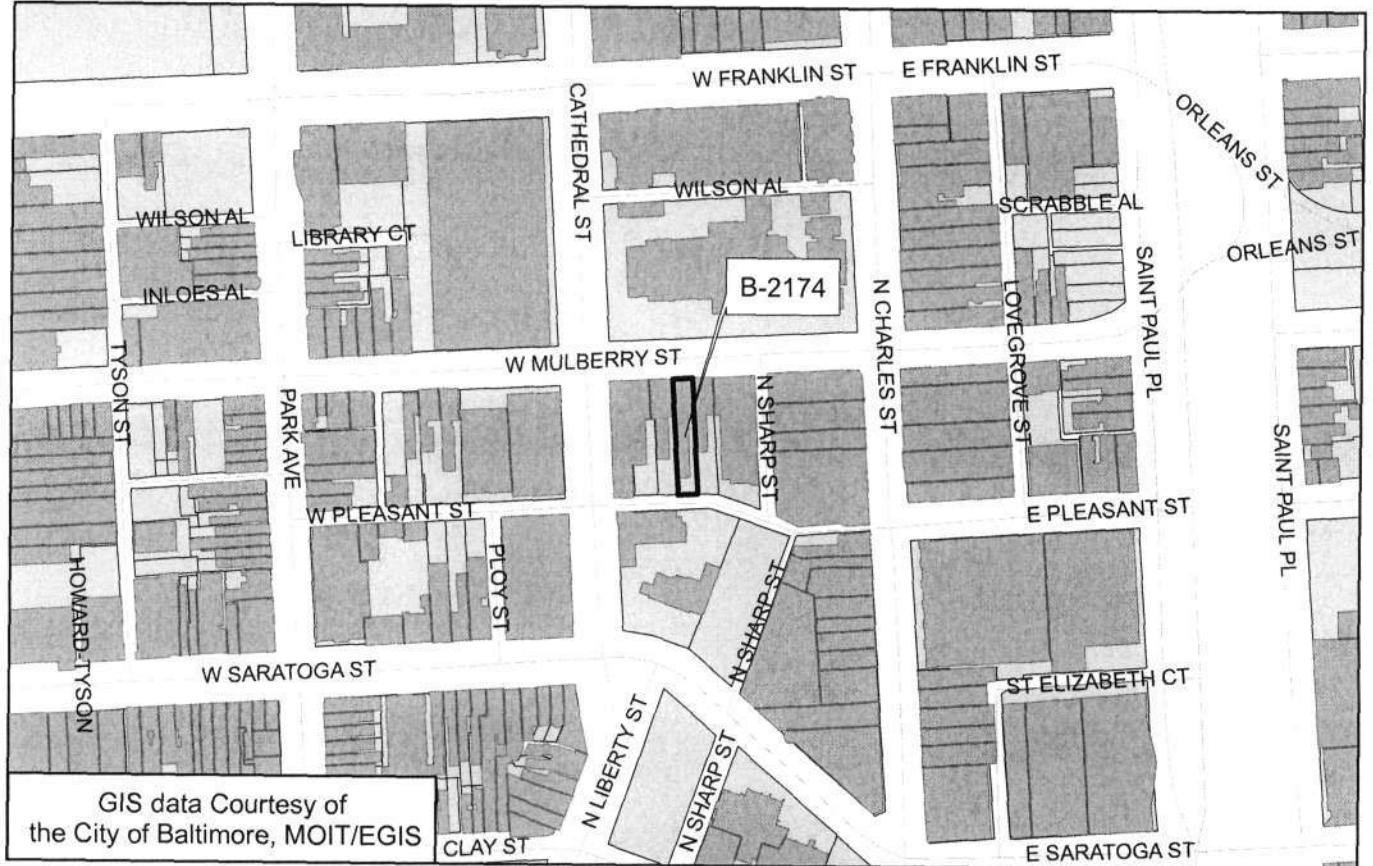 W FRANKLIN ST
E FRANKLIN ST
CATHEDRAL ST
ORLEANS ST
WILSON AL
WILSON AL
SCRABBLE AL
LIBRARY CT
ORLEANS ST
INLOES AL
B-2174
SAINT PAUL PL
N CHARLES ST
LOVEGROVE ST
TYSON ST
W MULBERRY ST
PARK AVE
N SHARP ST
SAINT PAUL PL
W PLEASANT ST
E PLEASANT ST
HOWARD-TYSON
PLOY ST
N SHARP ST
W SARATOGA ST
ST ELIZABETH CT
N LIBERTY ST
N SHARP ST
GIS data Courtesy of
the City of Baltimore, MOIT/EGIS
CLAY ST
E SARATOGA ST